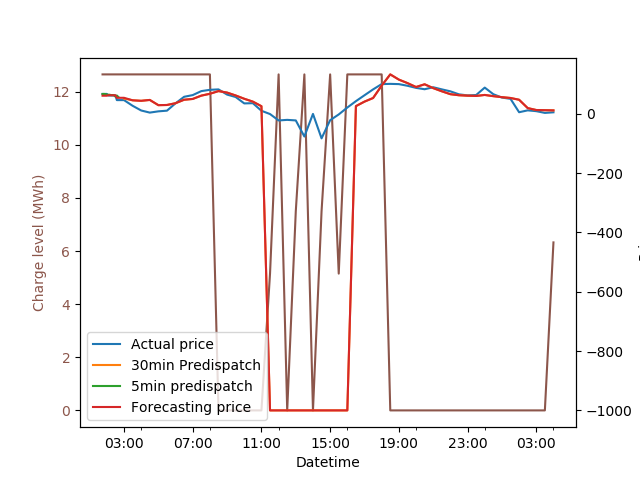 12
10
8
6
4
2
0
Charge level (MWh)
0
−200
−400
−600
−800
−1000
Actual price
30min Predispatch
5min predispatch
Forecasting price
03:00 07:00 11:00 15:00 19:00 23:00 03:00
Datetime